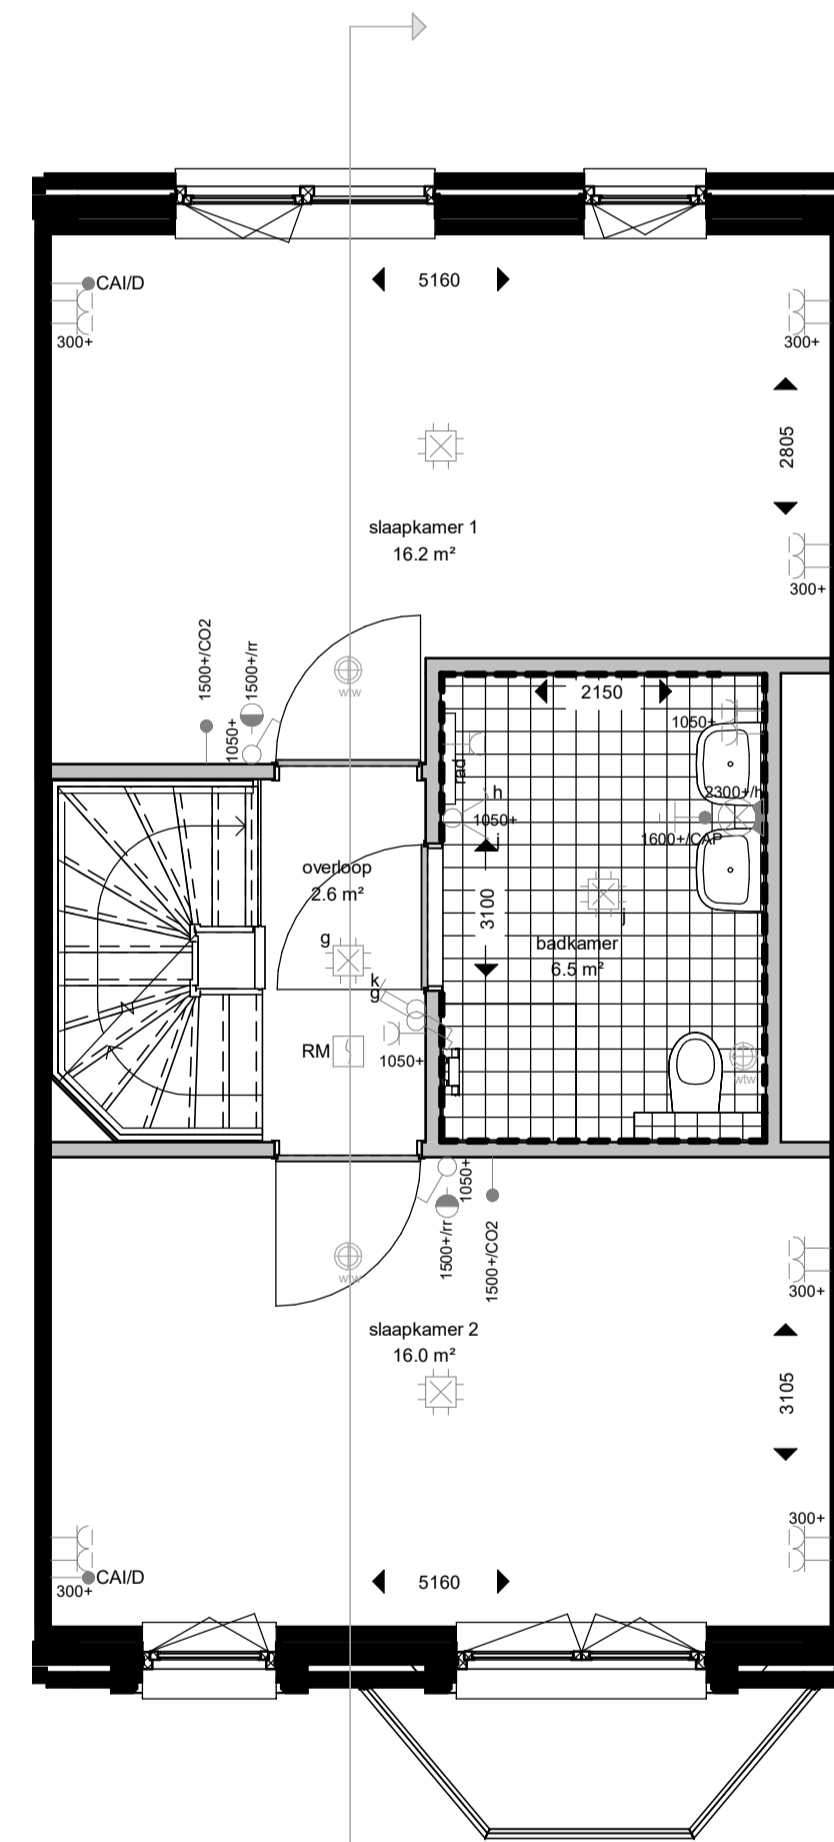 CAI/D
300+
5160
300+
2805
slaapkamer 1
16.2 m²
300+
1500+/CO2
1500+/rr
1050+
wtw
2150
1050+
rad
h
1050+
j
2300+/h
1600+/CAP
overloop
2.6 m²
3100
j
badkamer
6.5 m²
g
k
g
RM
1050+
wtw
1050+
1500+/rr
1500+/CO2
wtw
300+
slaapkamer 2
16.0 m²
3105
300+
CAI/D
300+
5160